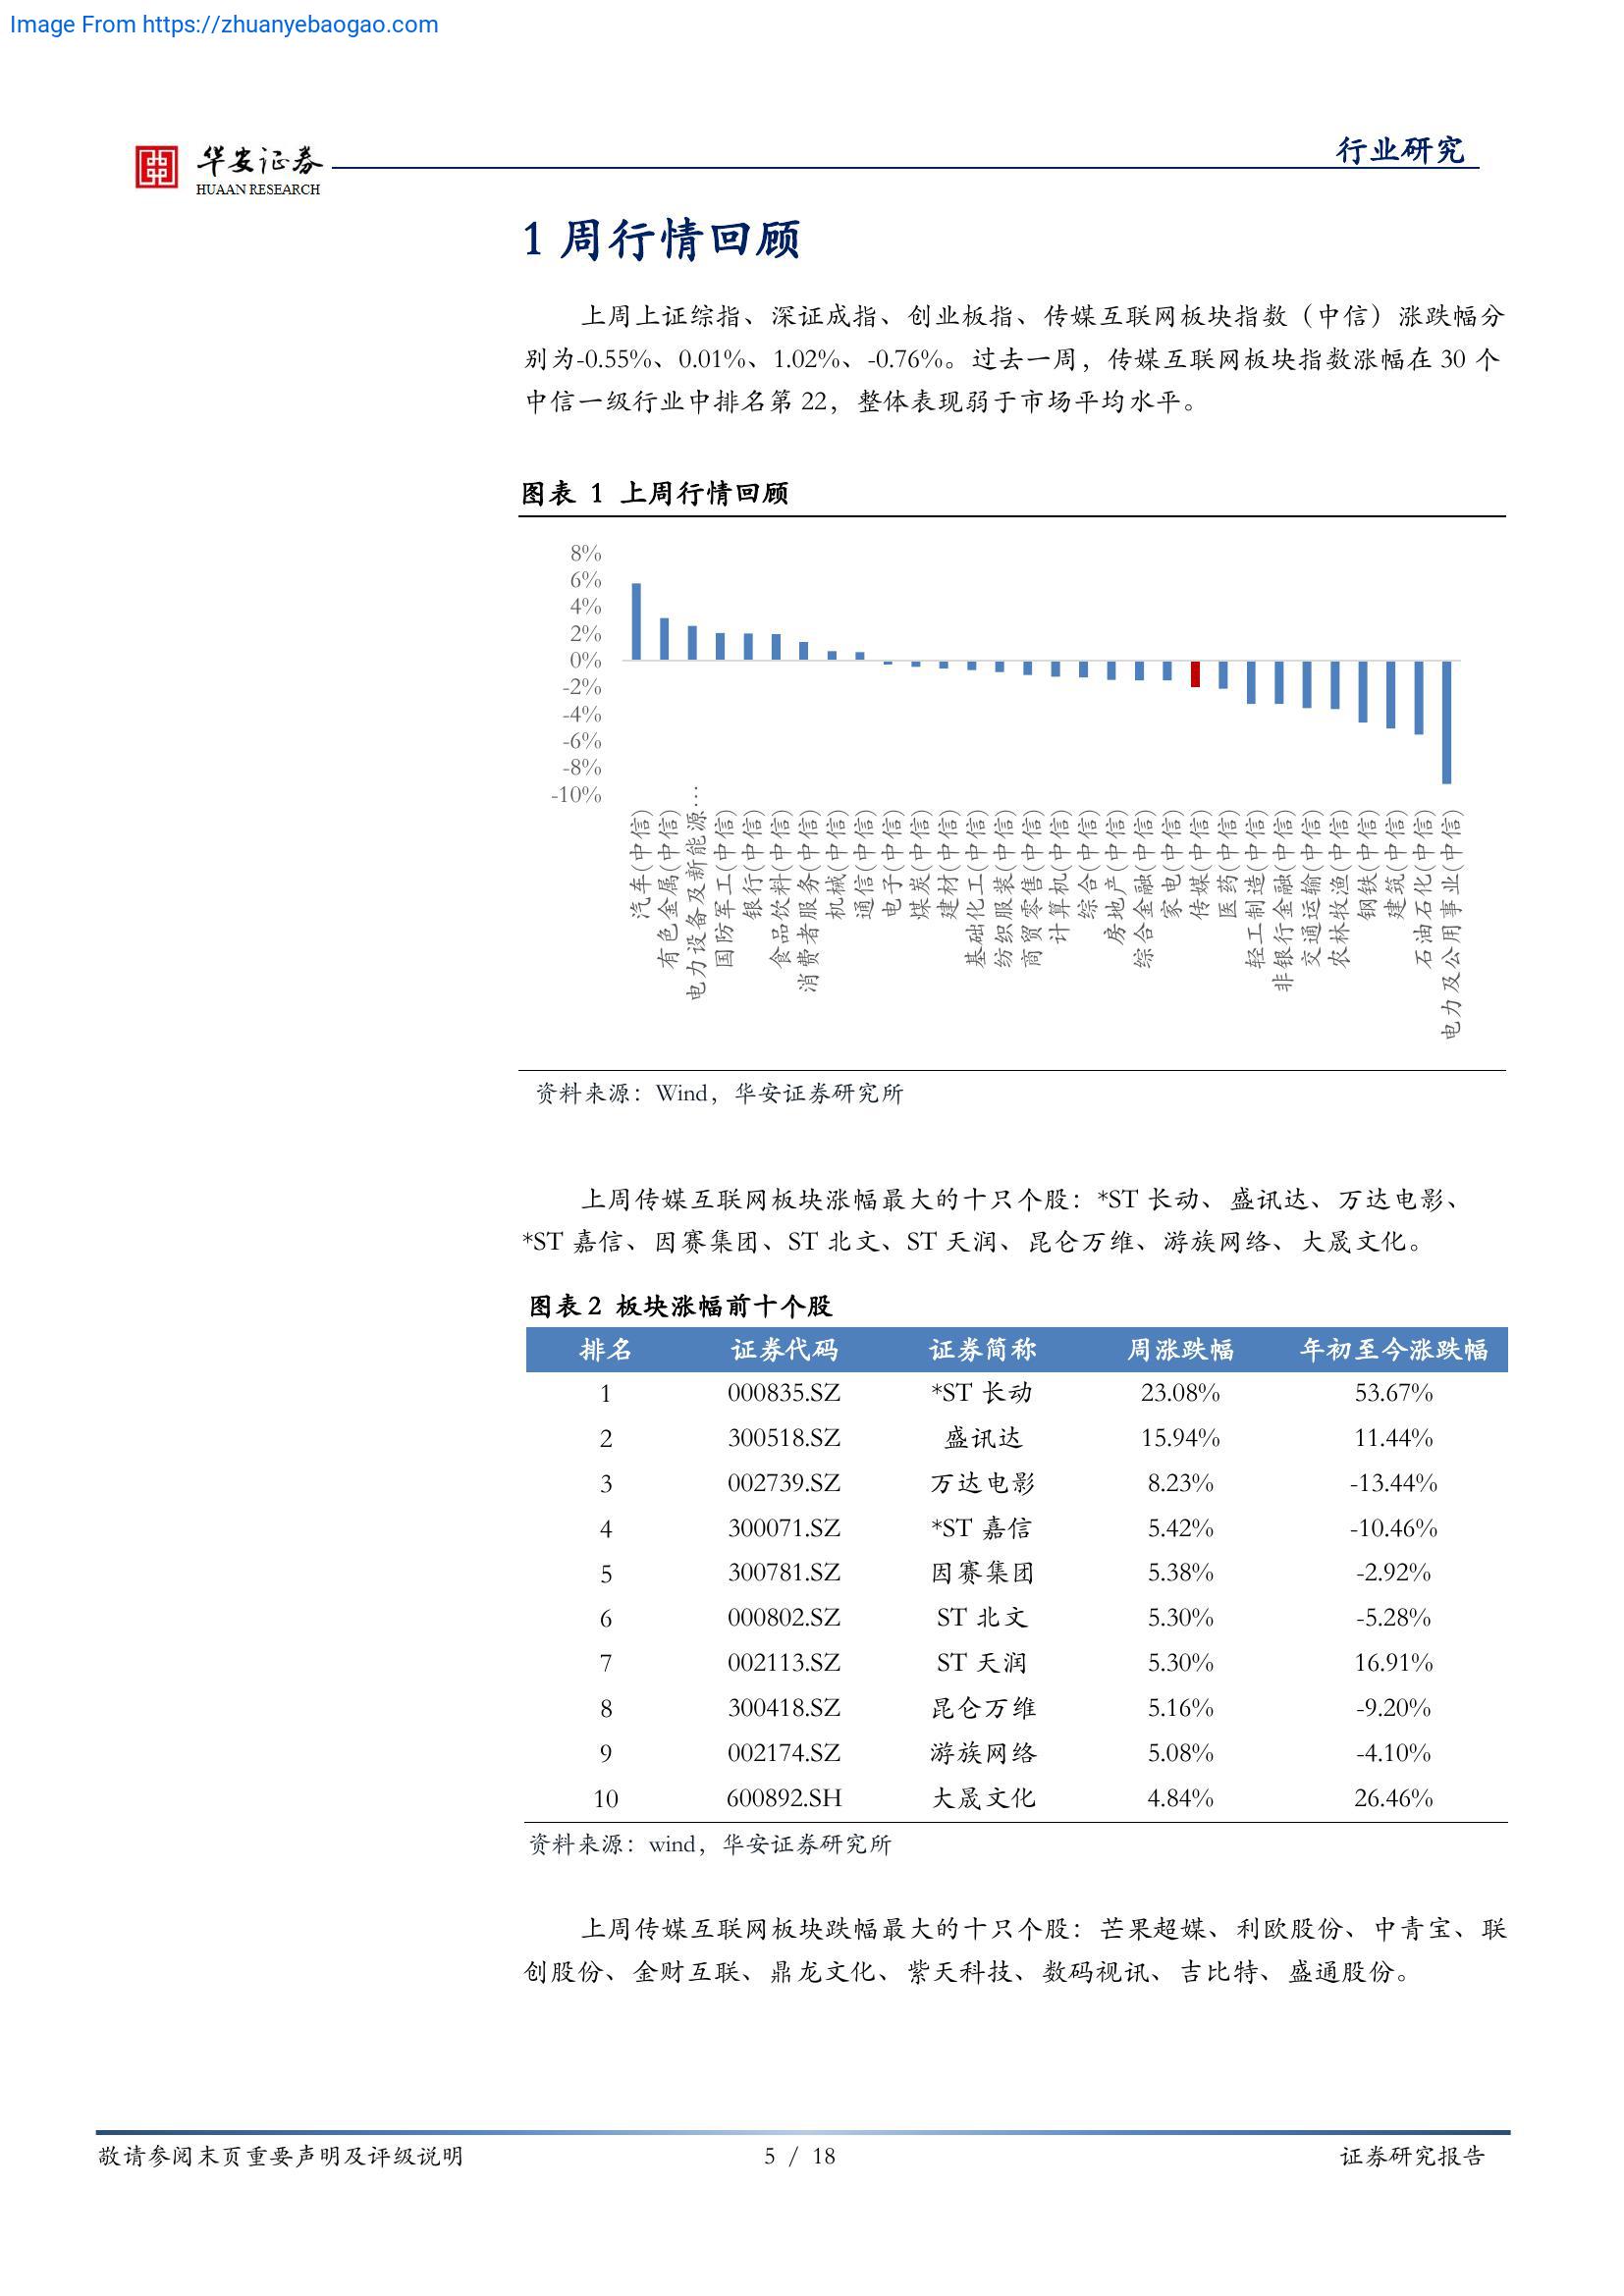 Image From https://zhuanyebaogao.com
华安证券
HUAAN RESEARCH
行业研究
1 周行情回顾
上周上证综指、深证成指、创业板指、传媒互联网板块指数（中信）涨跌幅分
别为-0.55%、0.01%、1.02%、-0.76%。过去一周，传媒互联网板块指数涨幅在 30 个
中信一级行业中排名第 22，整体表现弱于市场平均水平。
图表 1 上周行情回顾
8%
6%
4%
2%
0%
-2%
-4%
-6%
-8%
-10%
汽车(中信)
有色金属(中信)
电力设备及新能源…
国防军工(中信)
银行(中信)
食品饮料(中信)
消费者服务(中信)
机械(中信)
通信(中信)
电子(中信)
煤炭(中信)
建材(中信)
基础化工(中信)
纺织服装(中信)
商贸零售(中信)
计算机(中信)
综合(中信)
房地产(中信)
综合金融(中信)
家电(中信)
传媒(中信)
医药(中信)
轻工制造(中信)
非银行金融(中信)
交通运输(中信)
农林牧渔(中信)
钢铁(中信)
建筑(中信)
石油石化(中信)
电力及公用事业(中信)
资料来源：Wind，华安证券研究所
上周传媒互联网板块涨幅最大的十只个股：*ST 长动、盛讯达、万达电影、
*ST 嘉信、因赛集团、ST 北文、ST 天润、昆仑万维、游族网络、大晟文化。
图表 2 板块涨幅前十个股
排名 证券代码 证券简称 周涨跌幅 年初至今涨跌幅
1 000835.SZ *ST 长动 23.08% 53.67%
2 300518.SZ 盛讯达 15.94% 11.44%
3 002739.SZ 万达电影 8.23% -13.44%
4 300071.SZ *ST 嘉信 5.42% -10.46%
5 300781.SZ 因赛集团 5.38% -2.92%
6 000802.SZ ST 北文 5.30% -5.28%
7 002113.SZ ST 天润 5.30% 16.91%
8 300418.SZ 昆仑万维 5.16% -9.20%
9 002174.SZ 游族网络 5.08% -4.10%
10 600892.SH 大晟文化 4.84% 26.46%
资料来源：wind，华安证券研究所
上周传媒互联网板块跌幅最大的十只个股：芒果超媒、利欧股份、中青宝、联
创股份、金财互联、鼎龙文化、紫天科技、数码视讯、吉比特、盛通股份。
敬请参阅末页重要声明及评级说明
5 / 18
证券研究报告